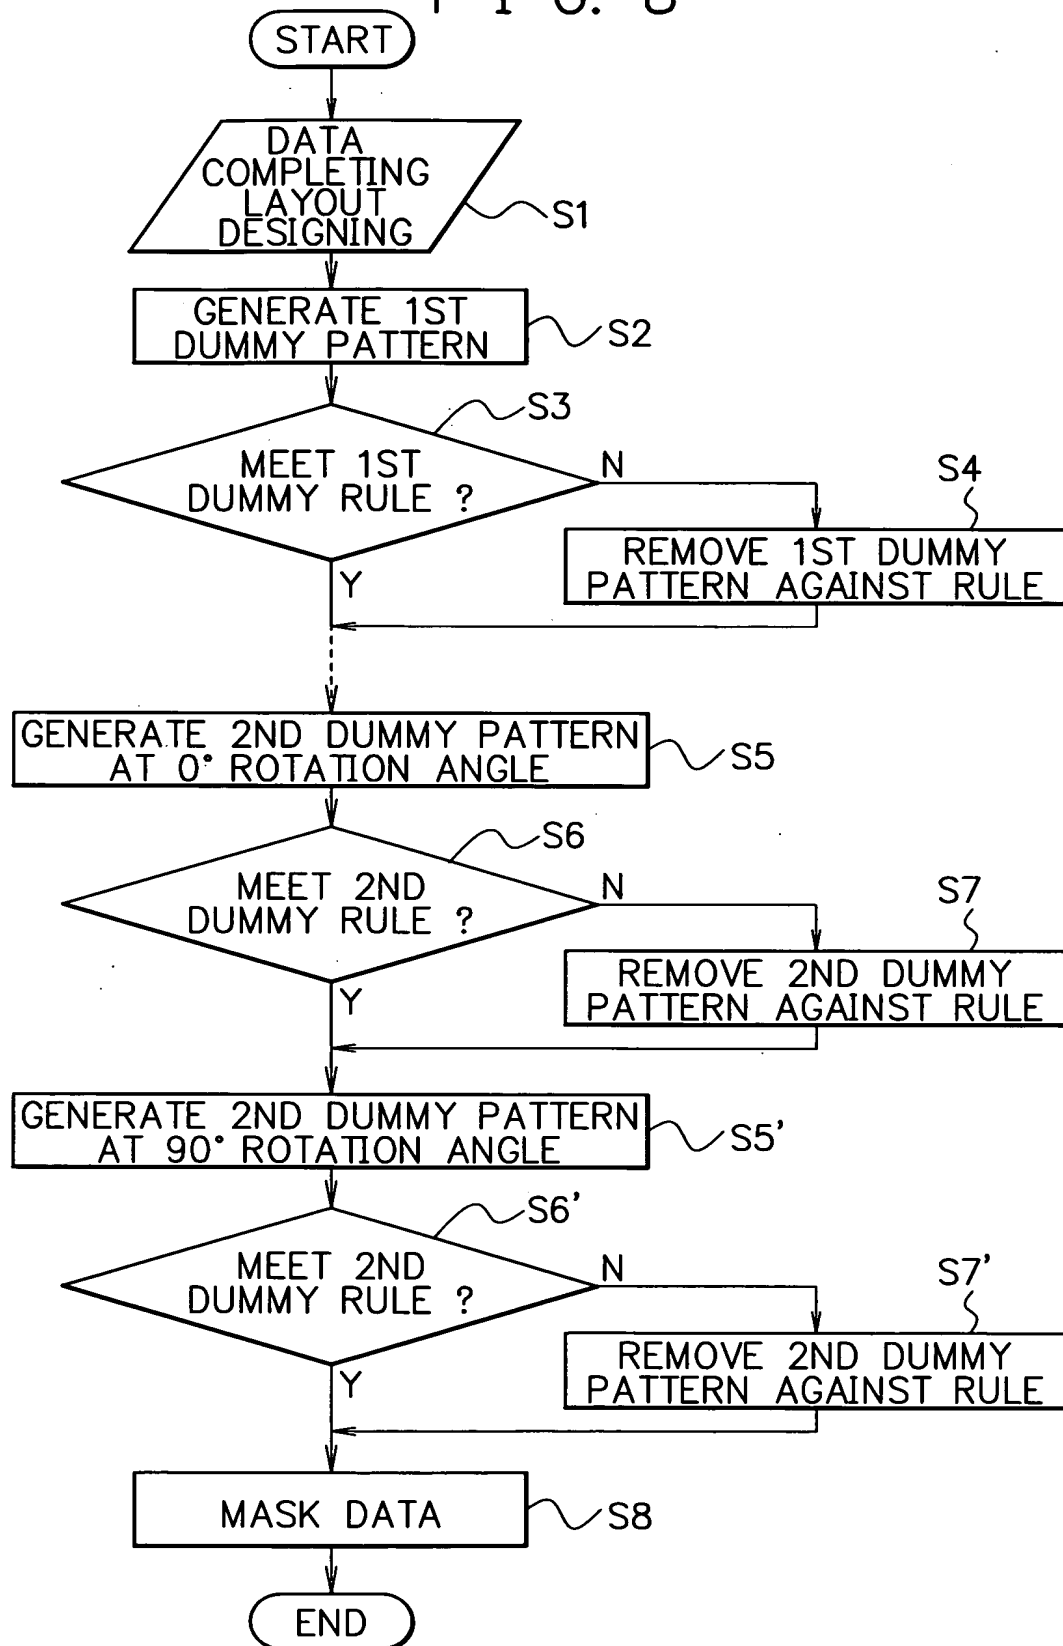 START
DATA
COMPLETING
LAYOUT
DESIGNING
S1
GENERATE 1ST
DUMMY PATTERN
S2
S3
MEET 1ST
DUMMY RULE ?
N
S4
REMOVE 1ST DUMMY
PATTERN AGAINST RULE
Y
GENERATE 2ND DUMMY PATTERN
AT 0° ROTATION ANGLE
S5
S6
MEET 2ND
DUMMY RULE ?
N
S7
REMOVE 2ND DUMMY
PATTERN AGAINST RULE
Y
GENERATE 2ND DUMMY PATTERN
AT 90° ROTATION ANGLE
S5'
S6'
MEET 2ND
DUMMY RULE ?
N
S7'
REMOVE 2ND DUMMY
PATTERN AGAINST RULE
Y
MASK DATA
S8
END